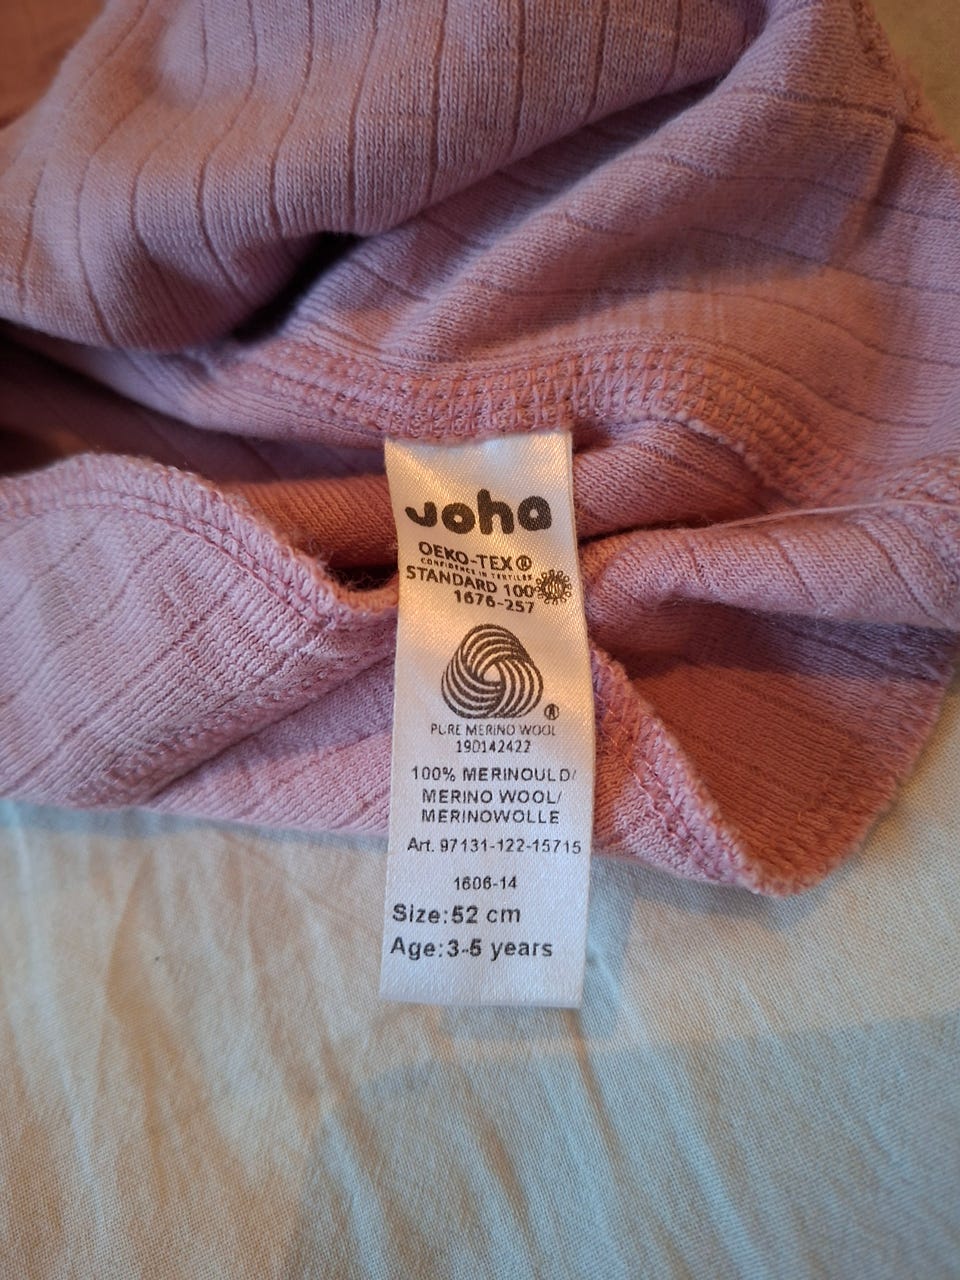 Joha
OEKO-TEX®
CONFIDENCE IN TEXTILES
STANDARD 100
1676-257
®
PURE MERINO WOOL
190142422
100% MERINOULD/
MERINO WOOL/
MERINOWOLLE
Art. 97131-122-15715
1606-14
Size:52 cm
Age:3-5 years